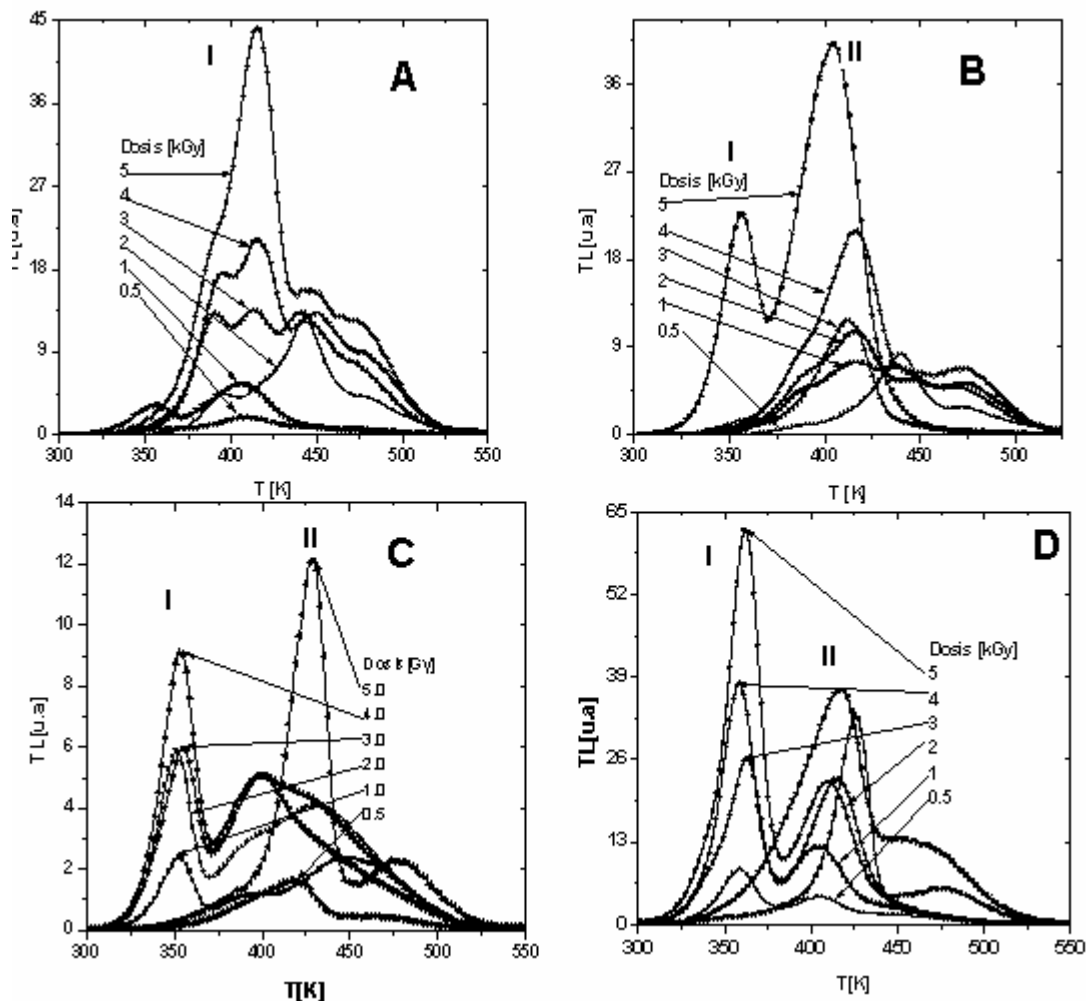 A
I
TL[u.a]
45
36
27
18
9
0
Dosis [kGy]
5
4
3
2
1
0.5
300 350 400 450 500 550
T [K]
B
I
II
TL[u.a]
36
27
18
9
0
Dosis [kGy]
5
4
3
2
1
0.5
300 350 400 450 500
T [K]
C
I
II
TL[u.a]
14
12
10
8
6
4
2
0
Dosis [Gy]
5.0
4.0
3.0
2.0
1.0
0.5
300 350 400 450 500 550
T[K]
D
I
II
TL[u.a]
65
52
39
26
13
0
Dosis [kGy]
5
4
3
2
1
0.5
300 350 400 450 500 550
T[K]